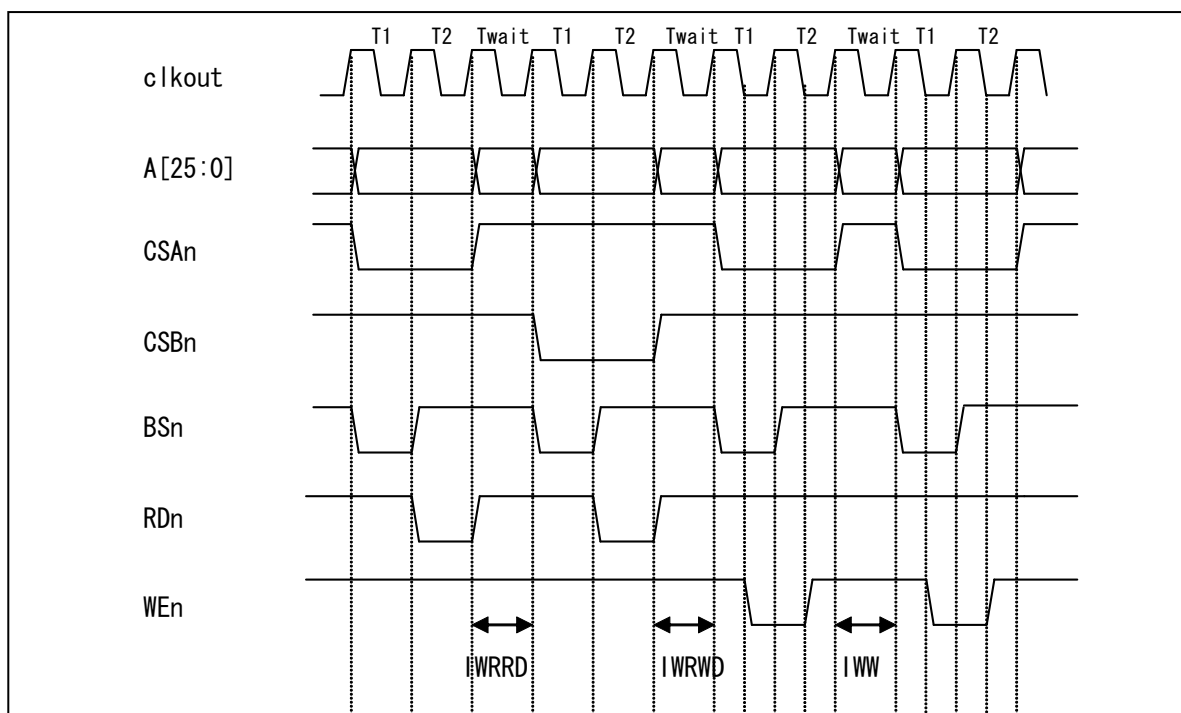 T1 T2 Twait T1 T2 Twait T1 T2 Twait T1 T2
clkout
A[25:0]
CSAn
CSBn
BSn
RDn
WEn
IWRRD IWRWD IWW